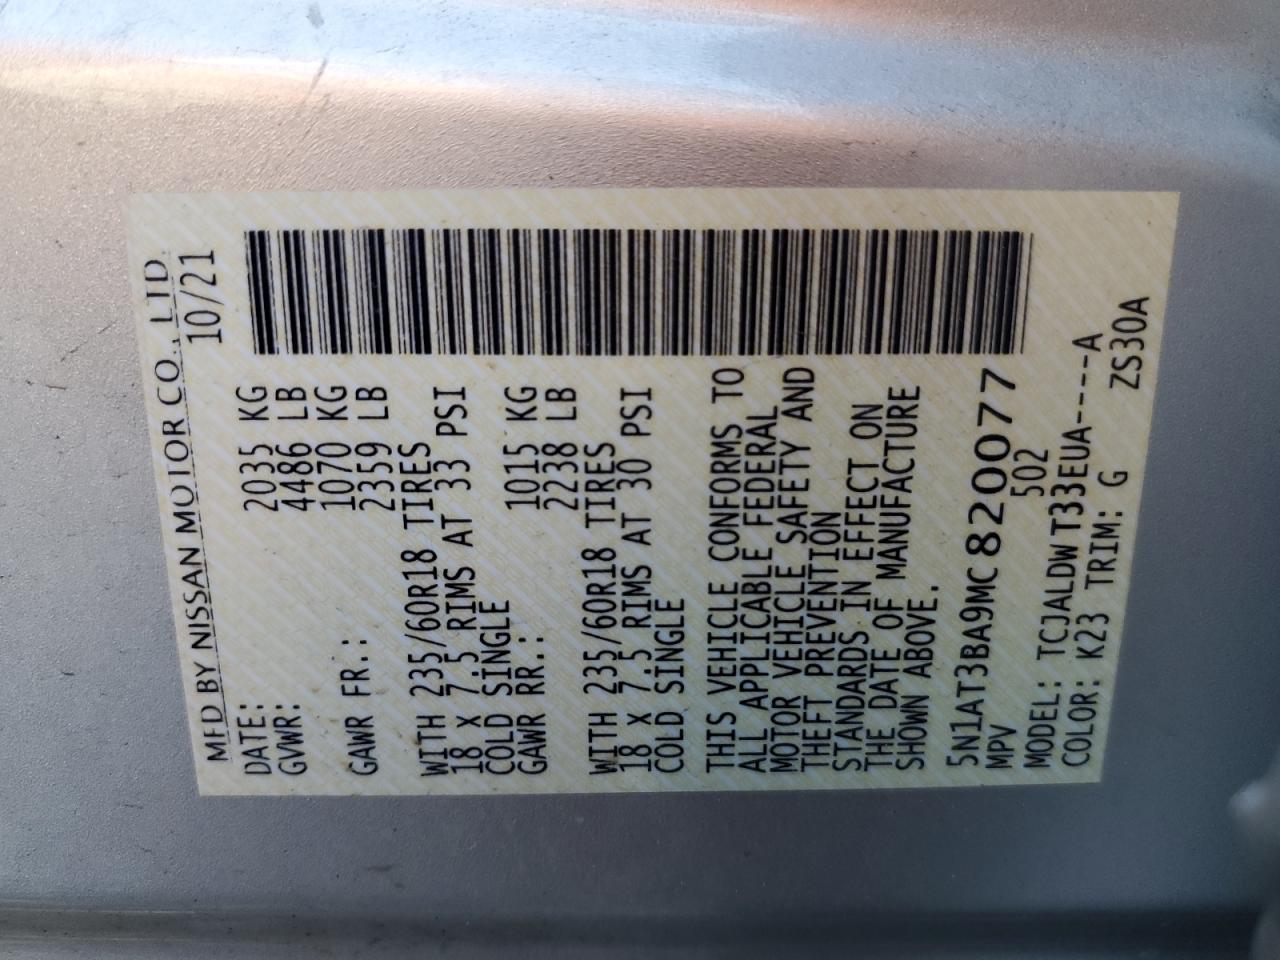 MFD BY NISSAN MOTOR CO., LTD.
DATE: 10/21
GVWR: 2035 KG
4486 LB
GAWR FR.: 1070 KG
2359 LB
WITH 235/60R18 TIRES
18 X 7.5 RIMS AT 33 PSI
COLD SINGLE
GAWR RR.: 1015 KG
2238 LB
WITH 235/60R18 TIRES
18 X 7.5 RIMS AT 30 PSI
COLD SINGLE
THIS VEHICLE CONFORMS TO
ALL APPLICABLE FEDERAL
MOTOR VEHICLE SAFETY AND
THEFT PREVENTION
STANDARDS IN EFFECT ON
THE DATE OF MANUFACTURE
SHOWN ABOVE.
5N1AT3BA9MC820077
MPV 502
MODEL: TCJALDWT33EUA----A
COLOR: K23 TRIM: G ZS30A